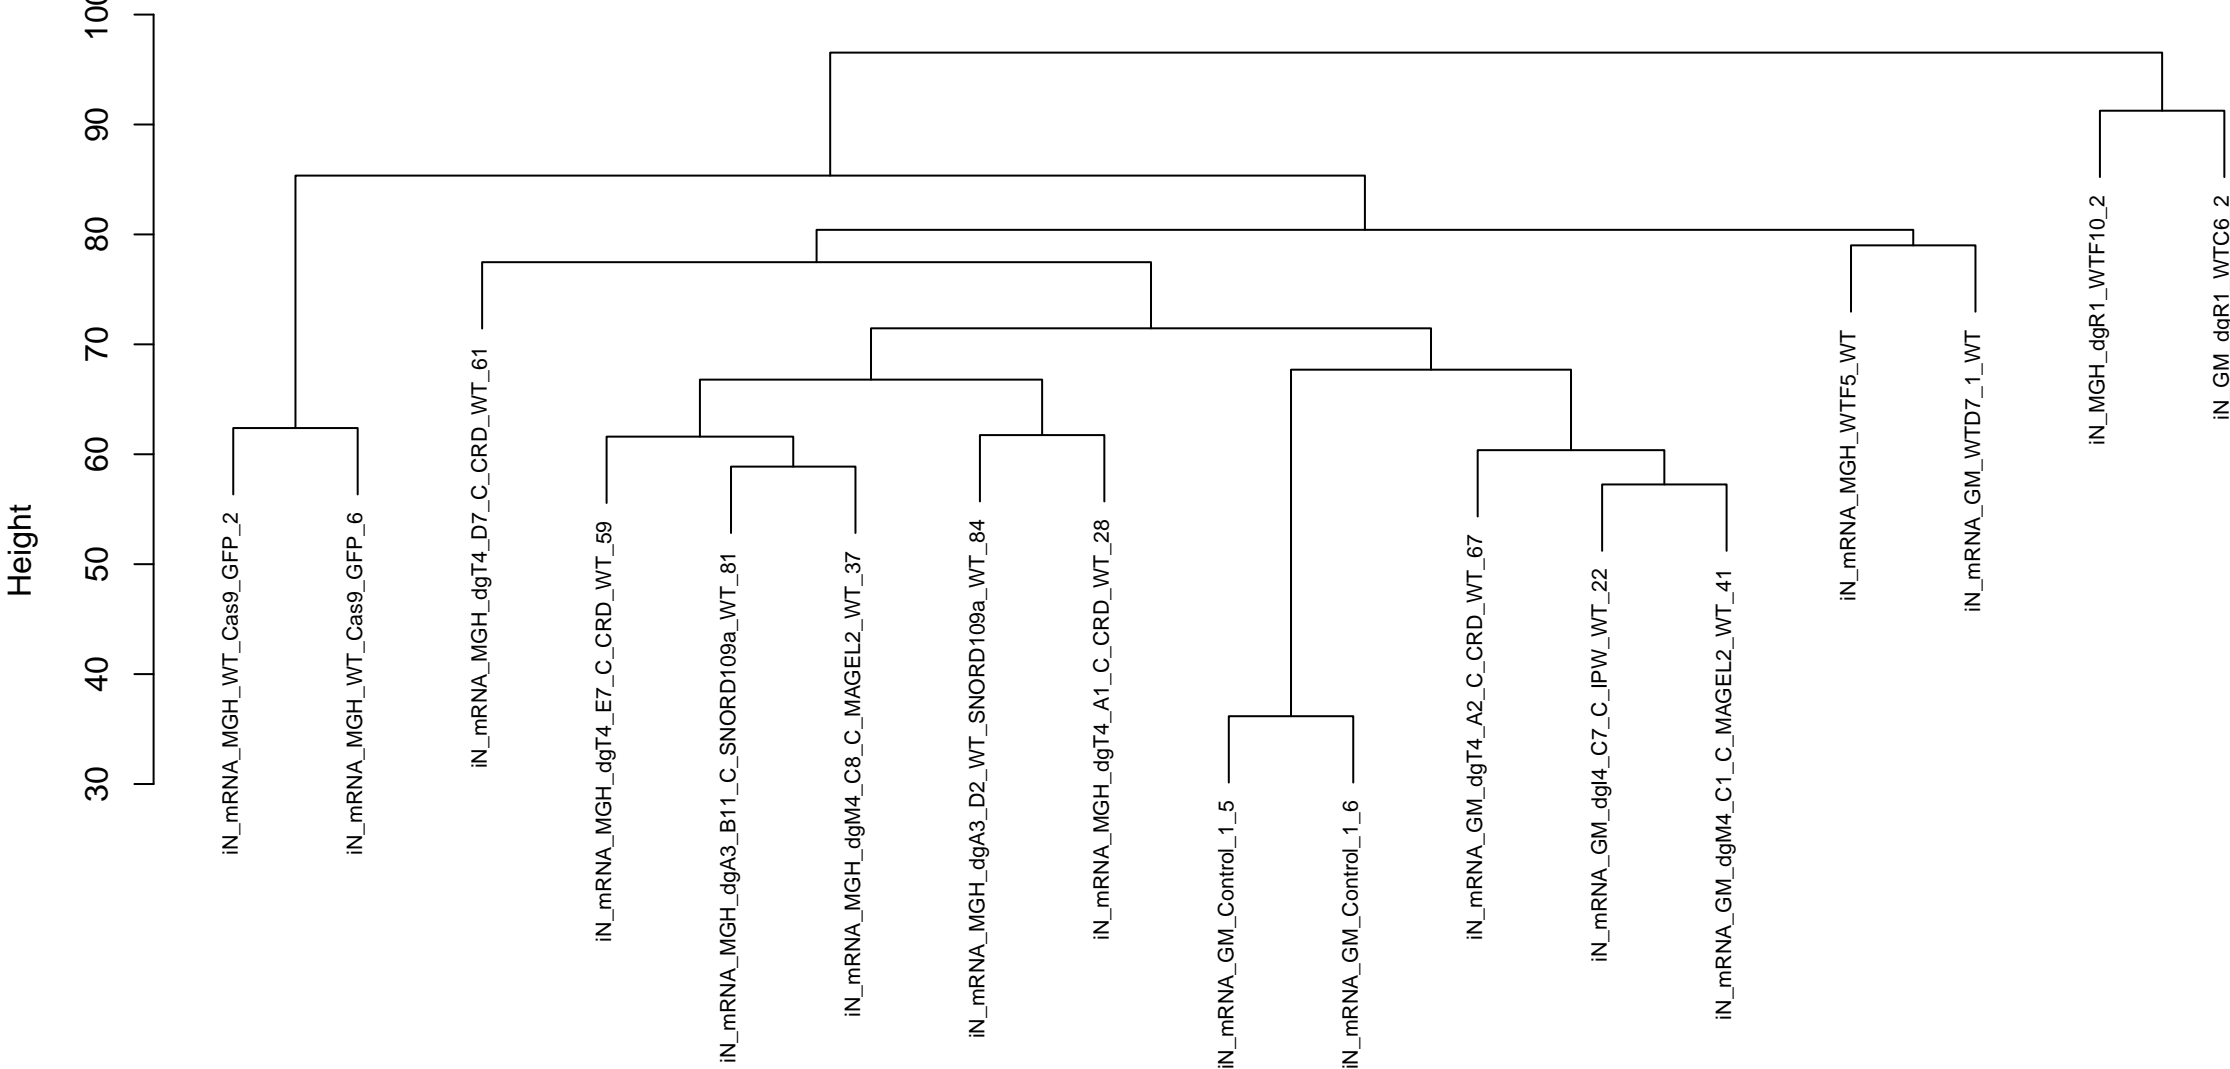 Height
100
90
80
70
60
50
40
30
iN_mRNA_MGH_WT_Cas9_GFP_2
iN_mRNA_MGH_WT_Cas9_GFP_6
iN_mRNA_MGH_dgT4_D7_C_CRD_WT_61
iN_mRNA_MGH_dgT4_E7_C_CRD_WT_59
iN_mRNA_MGH_dgA3_B11_C_SNORD109a_WT_81
iN_mRNA_MGH_dgM4_C8_C_MAGEL2_WT_37
iN_mRNA_MGH_dgA3_D2_WT_SNORD109a_WT_84
iN_mRNA_MGH_dgT4_A1_C_CRD_WT_28
iN_mRNA_GM_Control_1_5
iN_mRNA_GM_Control_1_6
iN_mRNA_GM_dgT4_A2_C_CRD_WT_67
iN_mRNA_GM_dgI4_C7_C_IPW_WT_22
iN_mRNA_GM_dgM4_C1_C_MAGEL2_WT_41
iN_mRNA_MGH_WTF5_WT
iN_mRNA_GM_WTD7_1_WT
iN_MGH_dgR1_WTF10_2
iN_GM_dgR1_WTC6_2